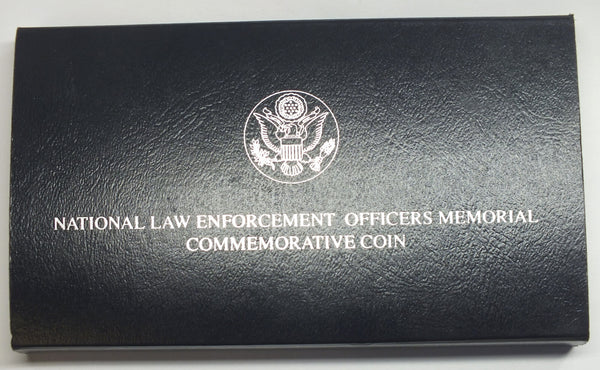 NATIONAL LAW ENFORCEMENT OFFICERS MEMORIAL
COMMEMORATIVE COIN